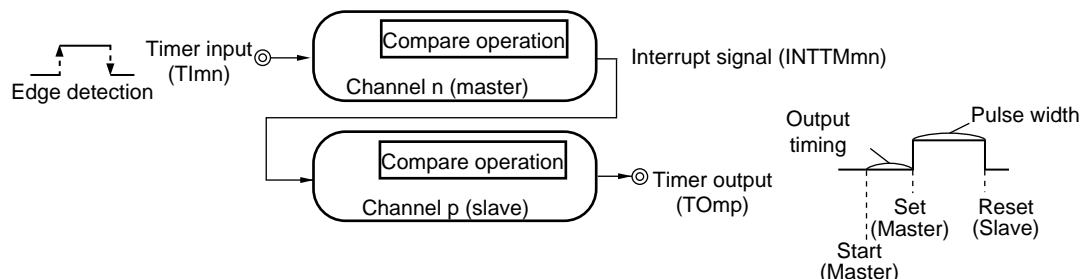 Edge detection
Timer input
(TImn)
Compare operation
Channel n (master)
Interrupt signal (INTTMmn)
Compare operation
Channel p (slave)
Timer output
(TOmp)
Output
timing
Pulse width
Set
(Master)
Reset
(Slave)
Start
(Master)